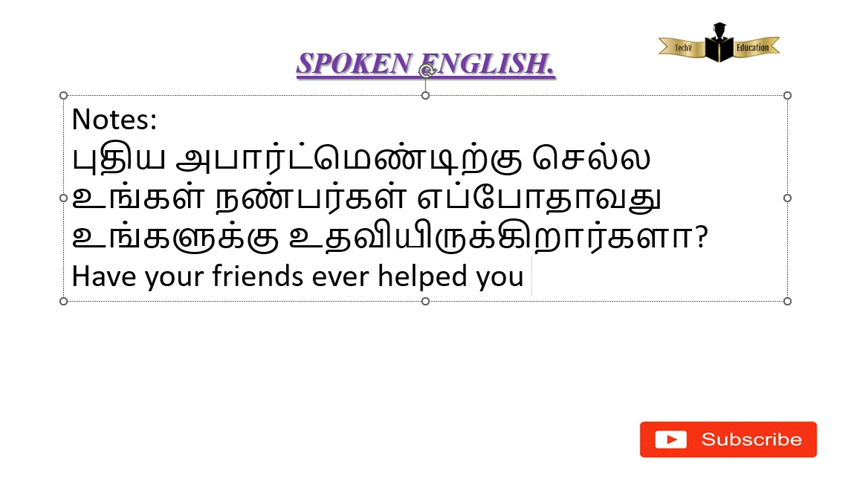 TechV Education
SPOKEN ENGLISH.
Notes:
புதிய அபார்ட்மெண்டிற்கு செல்ல
உங்கள் நண்பர்கள் எப்போதாவது
உங்களுக்கு உதவியிருக்கிறார்களா?
Have your friends ever helped you
Subscribe